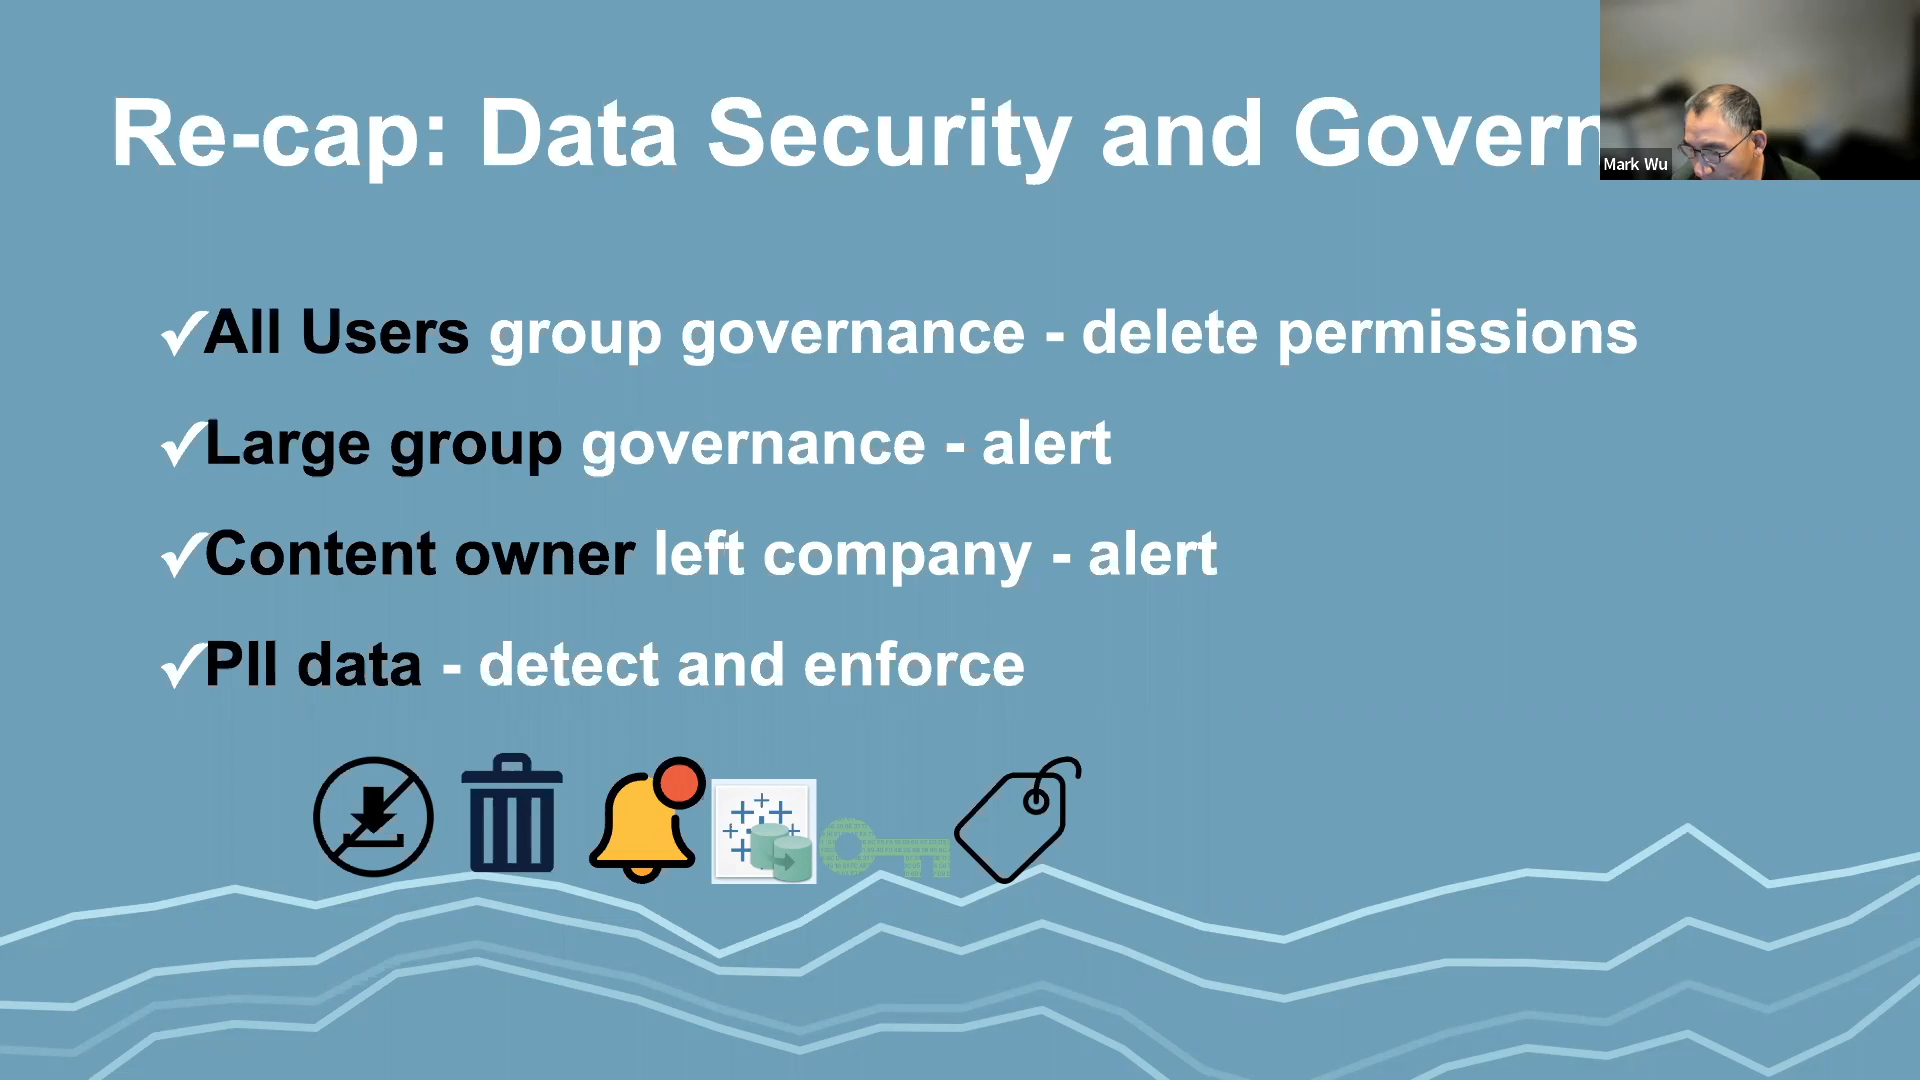 Re-cap: Data Security and Govern
Mark Wu
✓All Users group governance - delete permissions
✓Large group governance - alert
✓Content owner left company - alert
✓PII data - detect and enforce